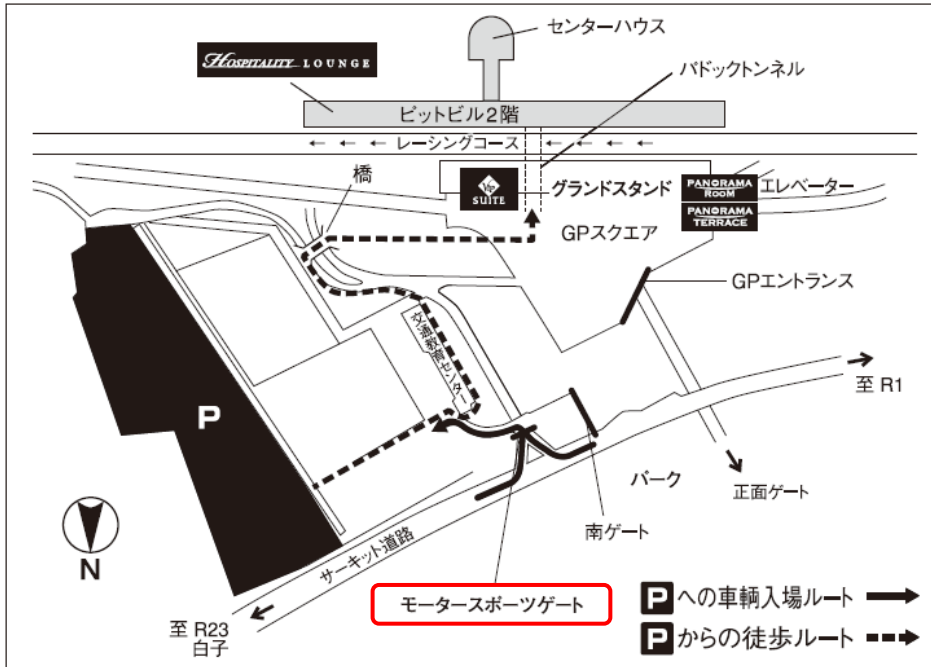 センターハウス
HOSPITALITY LOUNGE
パドックトンネル
ピットビル2階
← ← ← レーシングコース ← ← ← ←
橋
VIP
SUITE
グランドスタンド
PANORAMA
ROOM
エレベーター
PANORAMA
TERRACE
GPスクエア
GPエントランス
交通教育センター
至 R1
P
パーク
正面ゲート
南ゲート
N
サーキット道路
モータースポーツゲート
至 R23
白子
Pへの車輌入場ルート
Pからの徒歩ルート